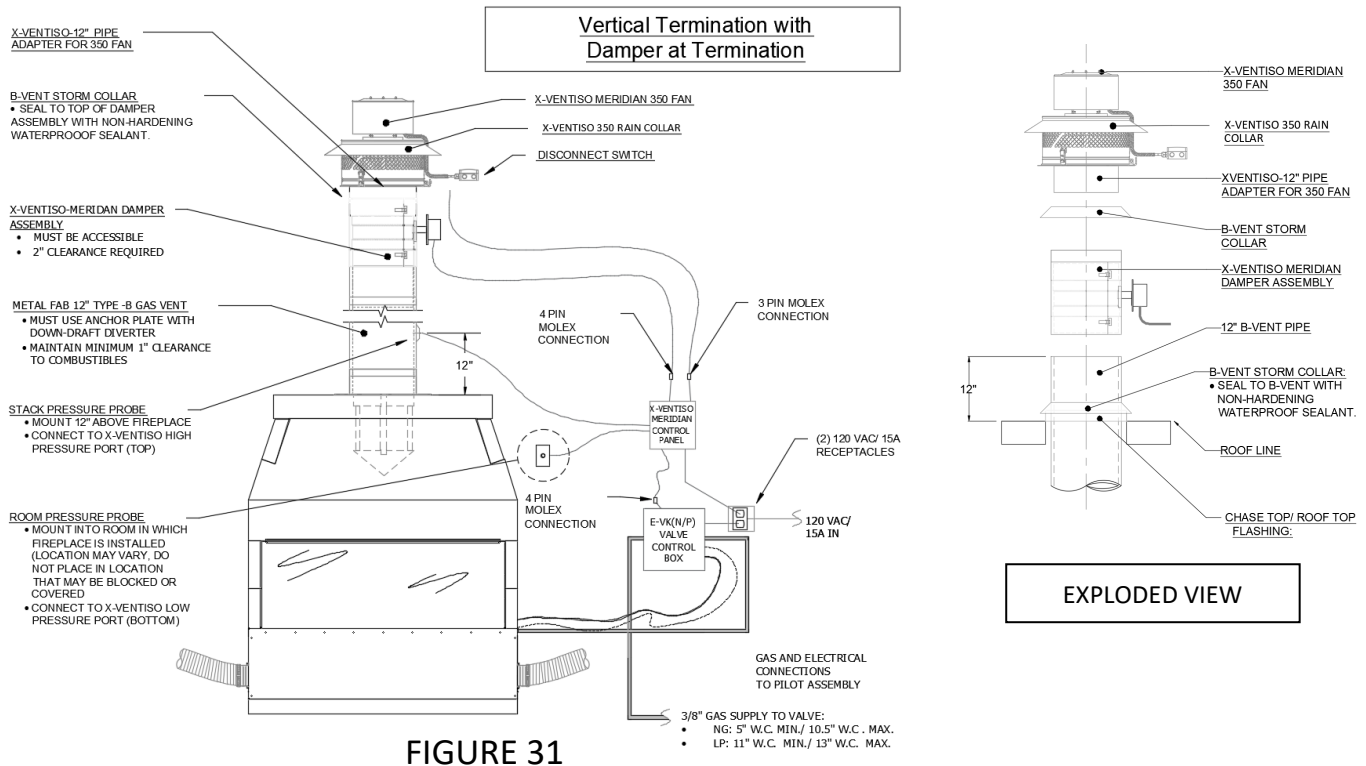 Vertical Termination with
Damper at Termination
X-VENTISO-12" PIPE
ADAPTER FOR 350 FAN
B-VENT STORM COLLAR
• SEAL TO TOP OF DAMPER
ASSEMBLY WITH NON-HARDENING
WATERPROOOF SEALANT.
X-VENTISO-MERIDAN DAMPER
ASSEMBLY
• MUST BE ACCESSIBLE
• 2" CLEARANCE REQUIRED
METAL FAB 12" TYPE -B GAS VENT
• MUST USE ANCHOR PLATE WITH
DOWN-DRAFT DIVERTER
• MAINTAIN MINIMUM 1" CLEARANCE
TO COMBUSTIBLES
STACK PRESSURE PROBE
• MOUNT 12" ABOVE FIREPLACE
• CONNECT TO X-VENTISO HIGH
PRESSURE PORT (TOP)
ROOM PRESSURE PROBE
• MOUNT INTO ROOM IN WHICH
FIREPLACE IS INSTALLED
(LOCATION MAY VARY, DO
NOT PLACE IN LOCATION
THAT MAY BE BLOCKED OR
COVERED
• CONNECT TO X-VENTISO LOW
PRESSURE PORT (BOTTOM)
X-VENTISO MERIDIAN 350 FAN
X-VENTISO 350 RAIN COLLAR
DISCONNECT SWITCH
4 PIN
MOLEX
CONNECTION
3 PIN MOLEX
CONNECTION
12"
X-VENTISO
MERIDIAN
CONTROL
PANEL
(2) 120 VAC/ 15A
RECEPTACLES
4 PIN
MOLEX
CONNECTION
E-VK(N/P)
VALVE
CONTROL
BOX
120 VAC/
15A IN
GAS AND ELECTRICAL
CONNECTIONS
TO PILOT ASSEMBLY
3/8" GAS SUPPLY TO VALVE:
• NG: 5" W.C. MIN./ 10.5" W.C . MAX.
• LP: 11" W.C. MIN./ 13" W.C. MAX.
FIGURE 31
X-VENTISO MERIDIAN
350 FAN
X-VENTISO 350 RAIN
COLLAR
XVENTISO-12" PIPE
ADAPTER FOR 350 FAN
B-VENT STORM
COLLAR
X-VENTISO MERIDIAN
DAMPER ASSEMBLY
12" B-VENT PIPE
12"
B-VENT STORM COLLAR:
• SEAL TO B-VENT WITH
NON-HARDENING
WATERPROOF SEALANT.
ROOF LINE
CHASE TOP/ ROOF TOP
FLASHING:
EXPLODED VIEW